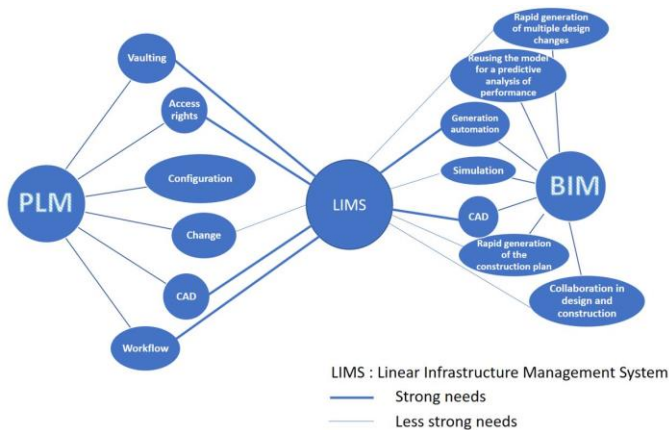 Rapid generation
of multiple design
changes
Vaulting
Reusing the model
for a predictive
analysis of
performance
Access
rights
Generation
automation
Configuration
Simulation
PLM
LIMS
BIM
CAD
Change
Rapid generation
of the
construction plan
CAD
Collaboration in
design and
construction
Workflow
LIMS : Linear Infrastructure Management System
Strong needs
Less strong needs